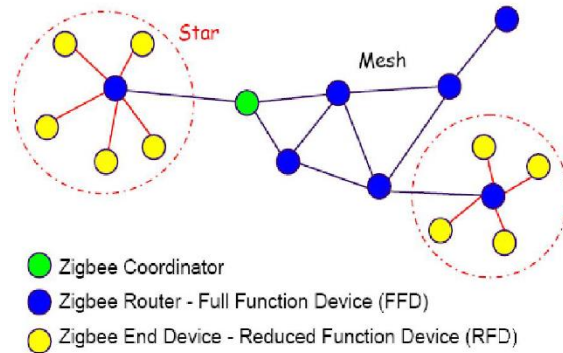 Star
Mesh
Zigbee Coordinator
Zigbee Router - Full Function Device (FFD)
Zigbee End Device - Reduced Function Device (RFD)